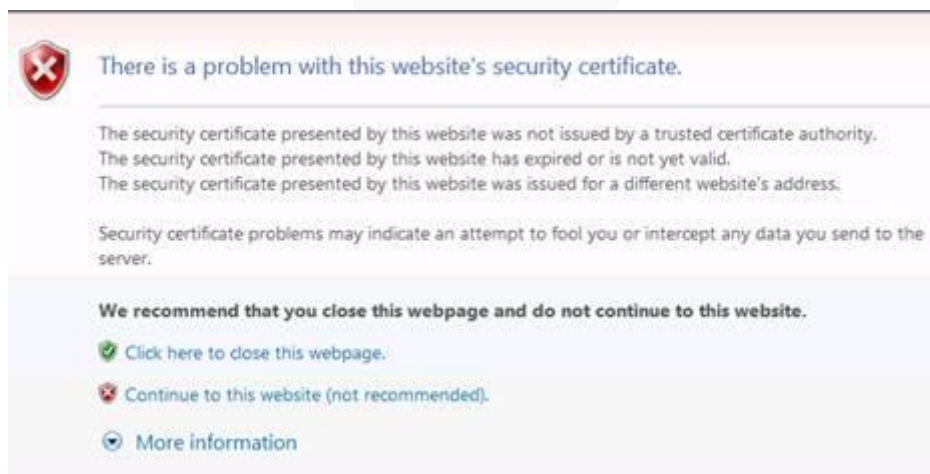 There is a problem with this website's security certificate.
The security certificate presented by this website was not issued by a trusted certificate authority.
The security certificate presented by this website has expired or is not yet valid.
The security certificate presented by this website was issued for a different website's address.
Security certificate problems may indicate an attempt to fool you or intercept any data you send to the
server.
We recommend that you close this webpage and do not continue to this website.
Click here to close this webpage.
Continue to this website (not recommended).
More information